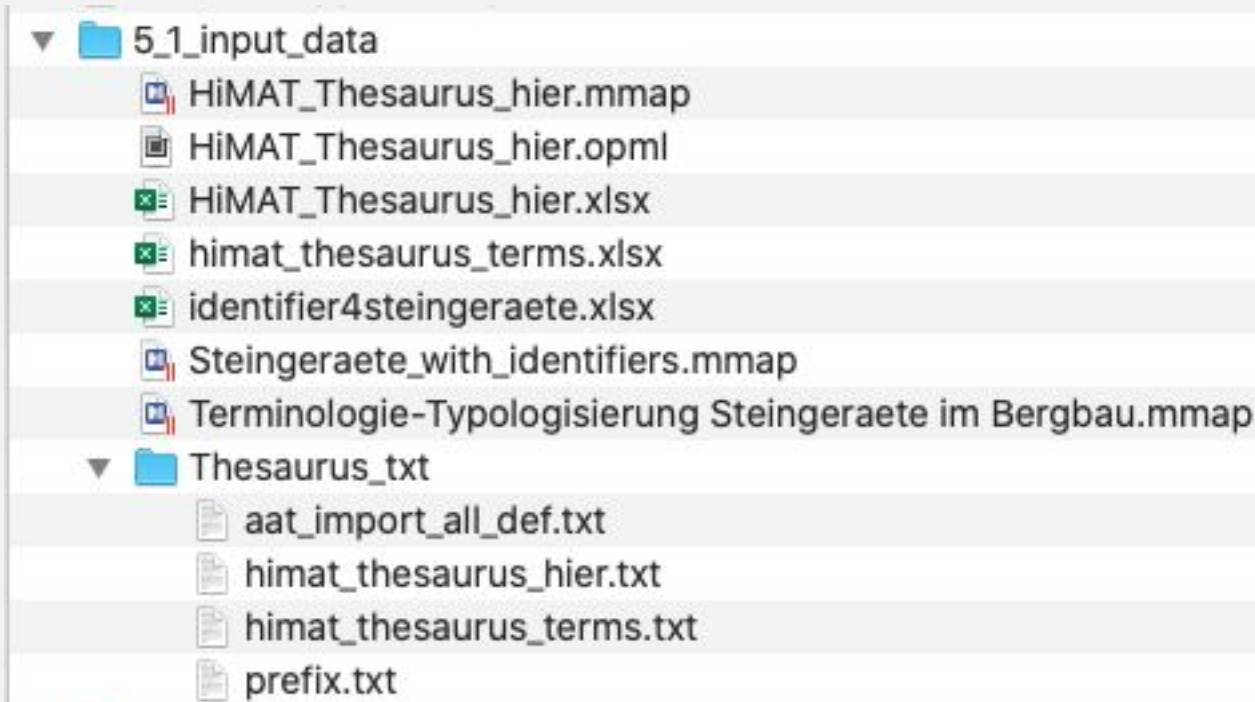 5_1_input_data
HiMAT_Thesaurus_hier.mmap
HiMAT_Thesaurus_hier.opml
HiMAT_Thesaurus_hier.xlsx
himat_thesaurus_terms.xlsx
identifier4steingeraete.xlsx
Steingeraete_with_identifiers.mmap
Terminologie-Typologisierung Steingeraete im Bergbau.mmap
Thesaurus_txt
aat_import_all_def.txt
himat_thesaurus_hier.txt
himat_thesaurus_terms.txt
prefix.txt